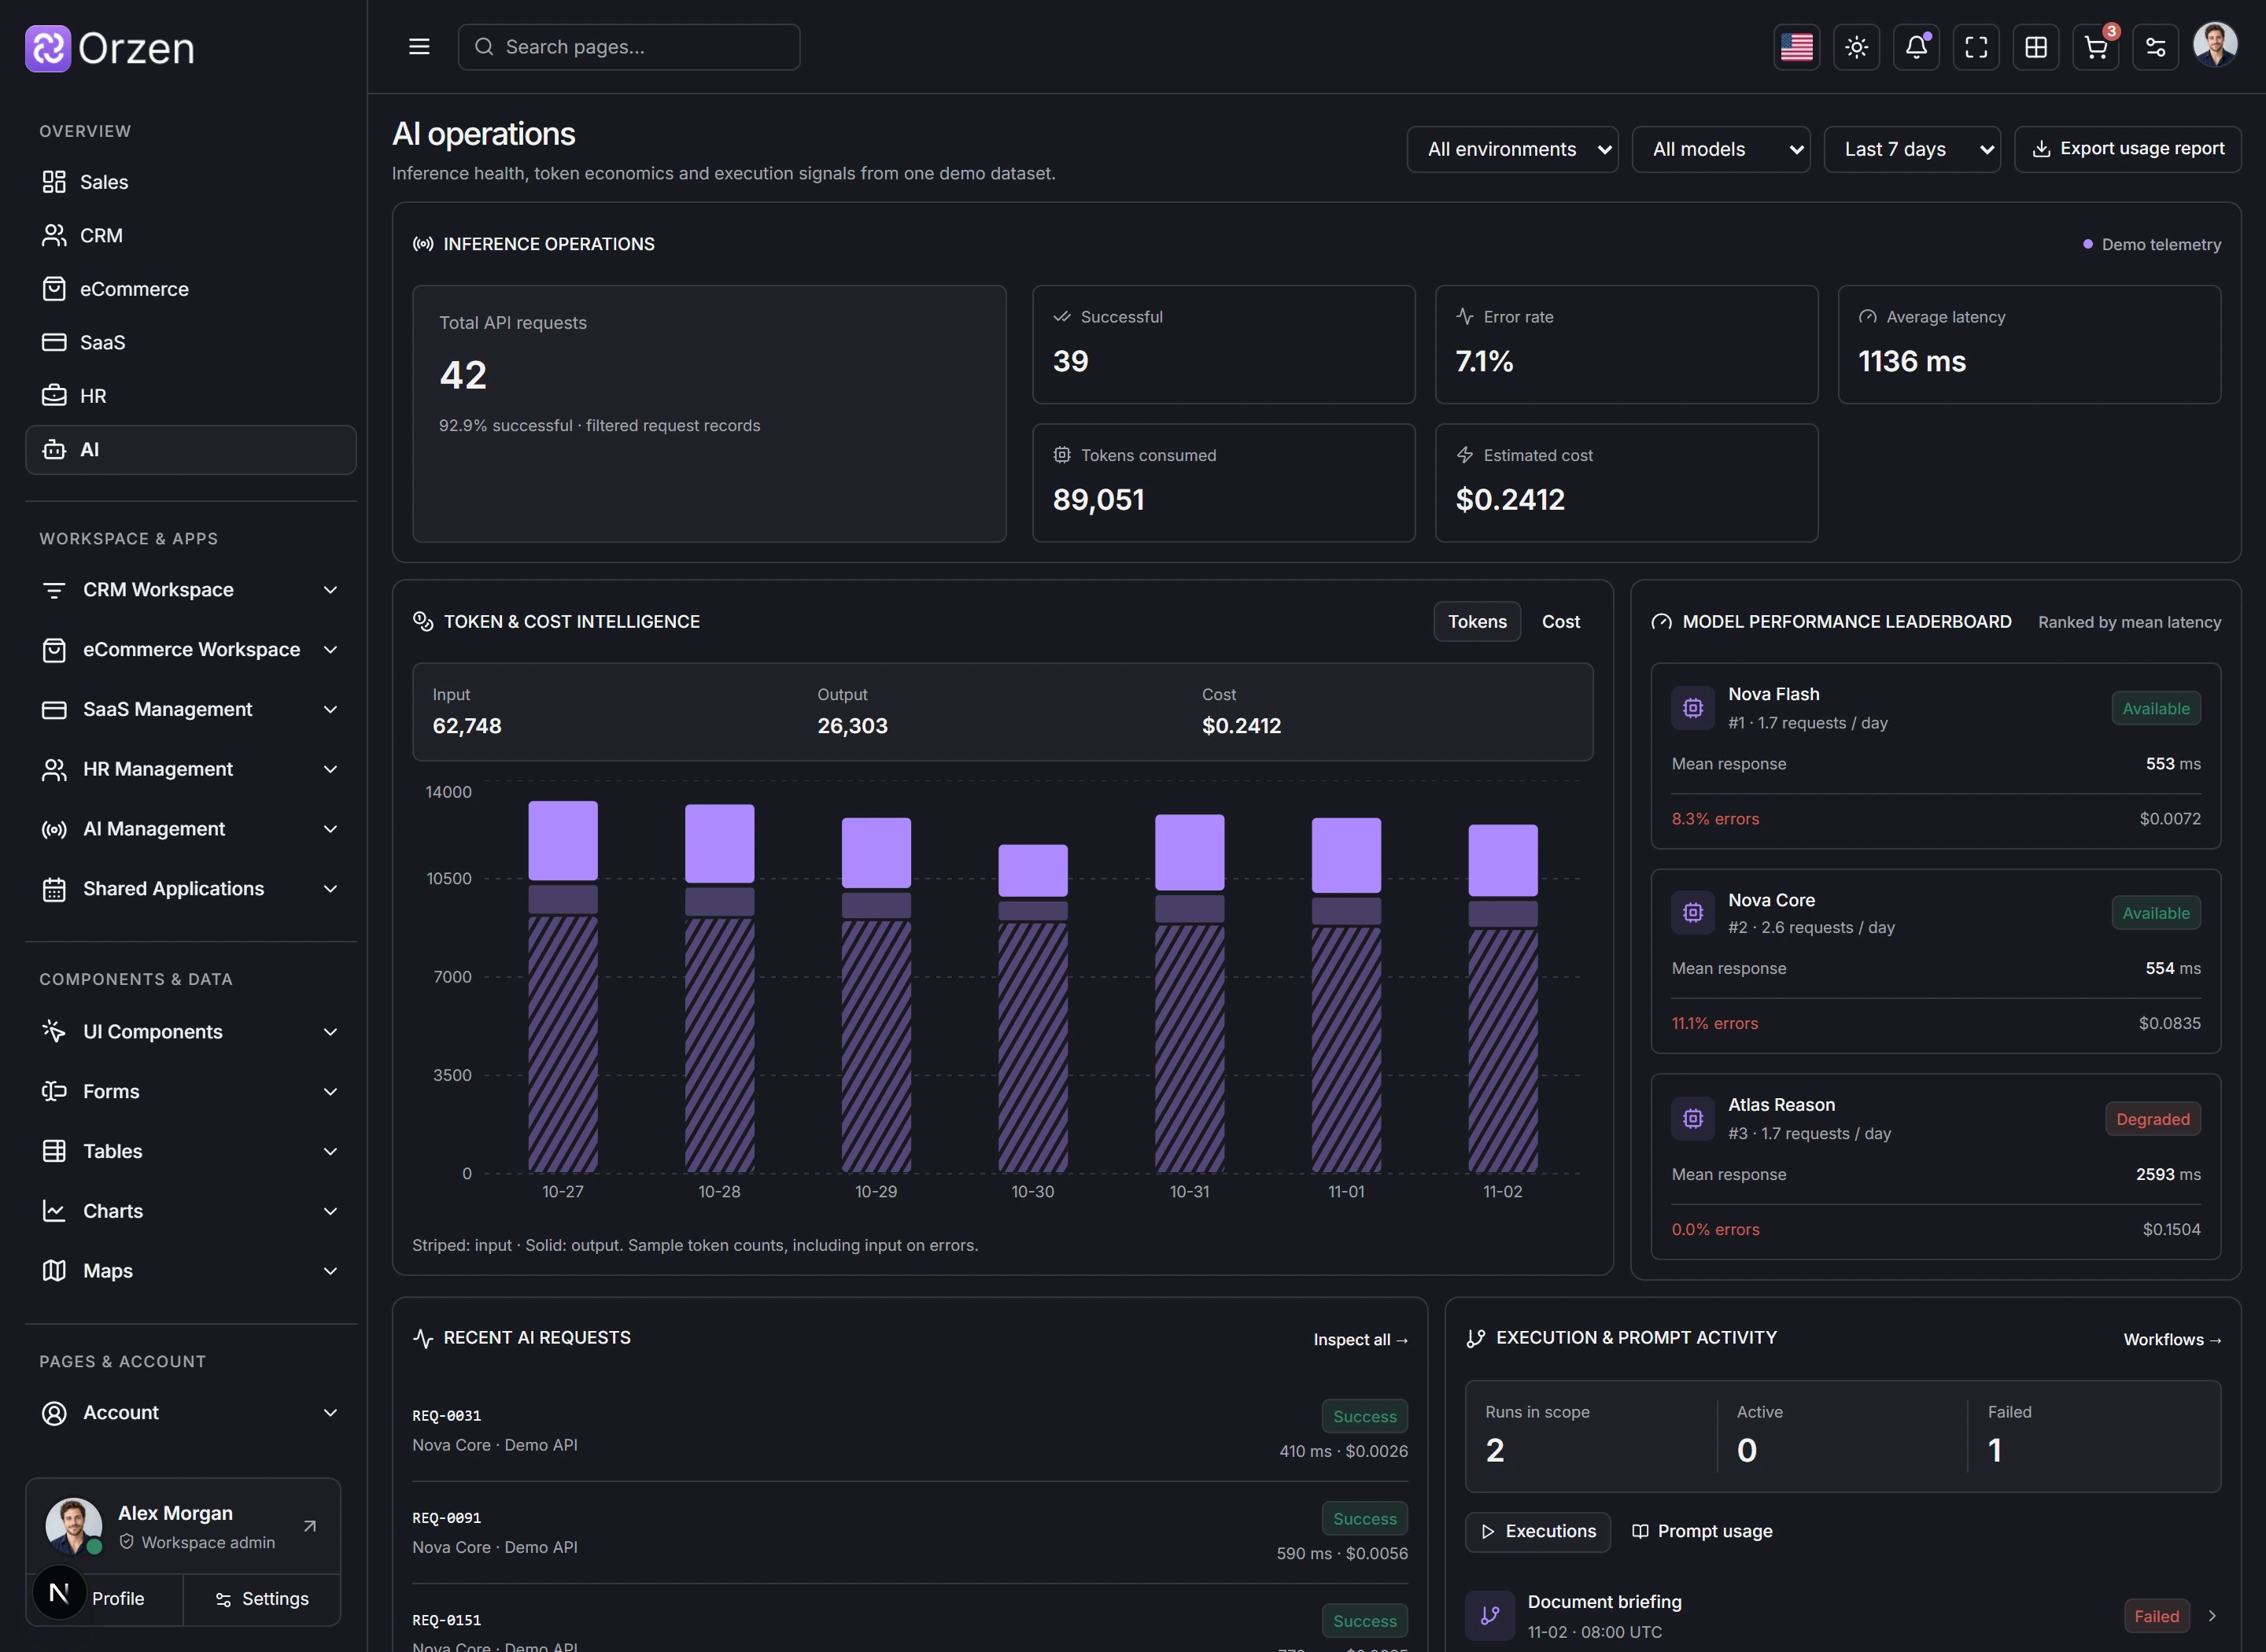 Orzen
Search pages...
3
OVERVIEW
Sales
CRM
eCommerce
SaaS
HR
AI
WORKSPACE & APPS
CRM Workspace
eCommerce Workspace
SaaS Management
HR Management
AI Management
Shared Applications
COMPONENTS & DATA
UI Components
Forms
Tables
Charts
Maps
PAGES & ACCOUNT
Account
Alex Morgan
Workspace admin
N
Profile
Settings
AI operations
Inference health, token economics and execution signals from one demo dataset.
All environments
All models
Last 7 days
Export usage report
INFERENCE OPERATIONS
Demo telemetry
Total API requests
42
92.9% successful · filtered request records
Successful
39
Error rate
7.1%
Average latency
1136 ms
Tokens consumed
89,051
Estimated cost
$0.2412
TOKEN & COST INTELLIGENCE
Tokens
Cost
Input
62,748
Output
26,303
Cost
$0.2412
14000
10500
7000
3500
0
10-27
10-28
10-29
10-30
10-31
11-01
11-02
Striped: input · Solid: output. Sample token counts, including input on errors.
MODEL PERFORMANCE LEADERBOARD
Ranked by mean latency
Nova Flash
#1 · 1.7 requests / day
Available
Mean response
553 ms
8.3% errors
$0.0072
Nova Core
#2 · 2.6 requests / day
Available
Mean response
554 ms
11.1% errors
$0.0835
Atlas Reason
#3 · 1.7 requests / day
Degraded
Mean response
2593 ms
0.0% errors
$0.1504
RECENT AI REQUESTS
Inspect all →
REQ-0031
Nova Core · Demo API
Success
410 ms · $0.0026
REQ-0091
Nova Core · Demo API
Success
590 ms · $0.0056
REQ-0151
Nova Core · Demo API
Success
EXECUTION & PROMPT ACTIVITY
Workflows →
Runs in scope
2
Active
0
Failed
1
Executions
Prompt usage
Document briefing
11-02 · 08:00 UTC
Failed